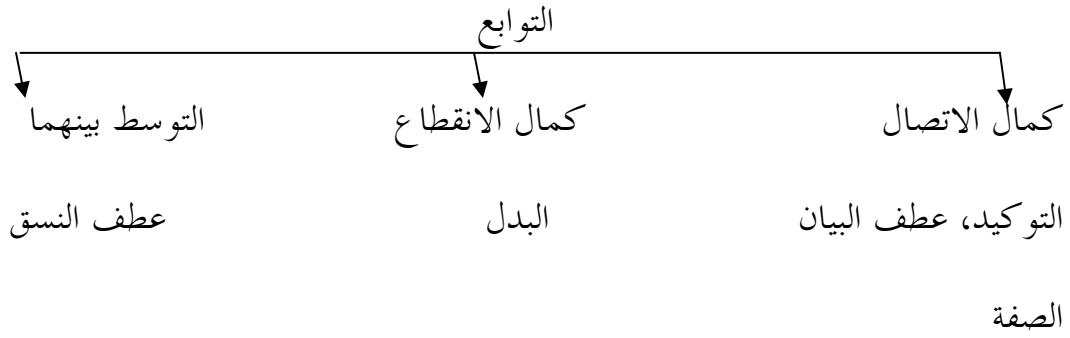 التوابع
كمال الاتصال كمال الانقطاع التوسط بينهما
التوكيد، عطف البيان البدل عطف النسق
الصفة